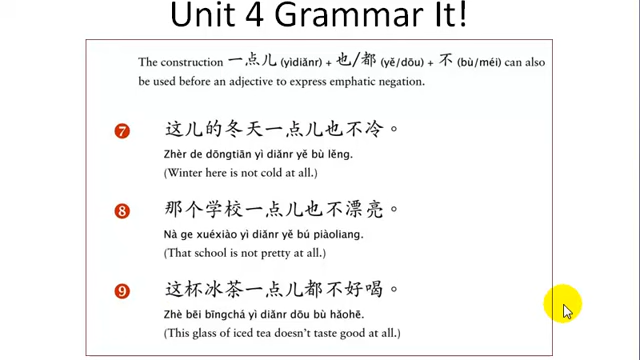 Unit 4 Grammar It!
The construction 一点儿 (yìdiǎnr) + 也/都 (yě/dōu) + 不 (bù/méi) can also
be used before an adjective to express emphatic negation.
7 这儿的冬天一点儿也不冷。
Zhèr de dōngtiān yì diǎnr yě bù lěng.
(Winter here is not cold at all.)
8 那个学校一点儿也不漂亮。
Nà ge xuéxiào yì diǎnr yě bú piàoliang.
(That school is not pretty at all.)
9 这杯冰茶一点儿都不好喝。
Zhè bēi bīngchá yì diǎnr dōu bù hǎohē.
(This glass of iced tea doesn't taste good at all.)